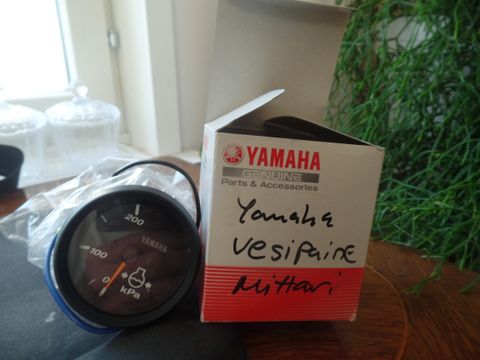 YAMAHA
GENUINE
Parts & Accessories
Yamaha
Vesipaine
Mittari
200
YAMAHA
100
0
kPa